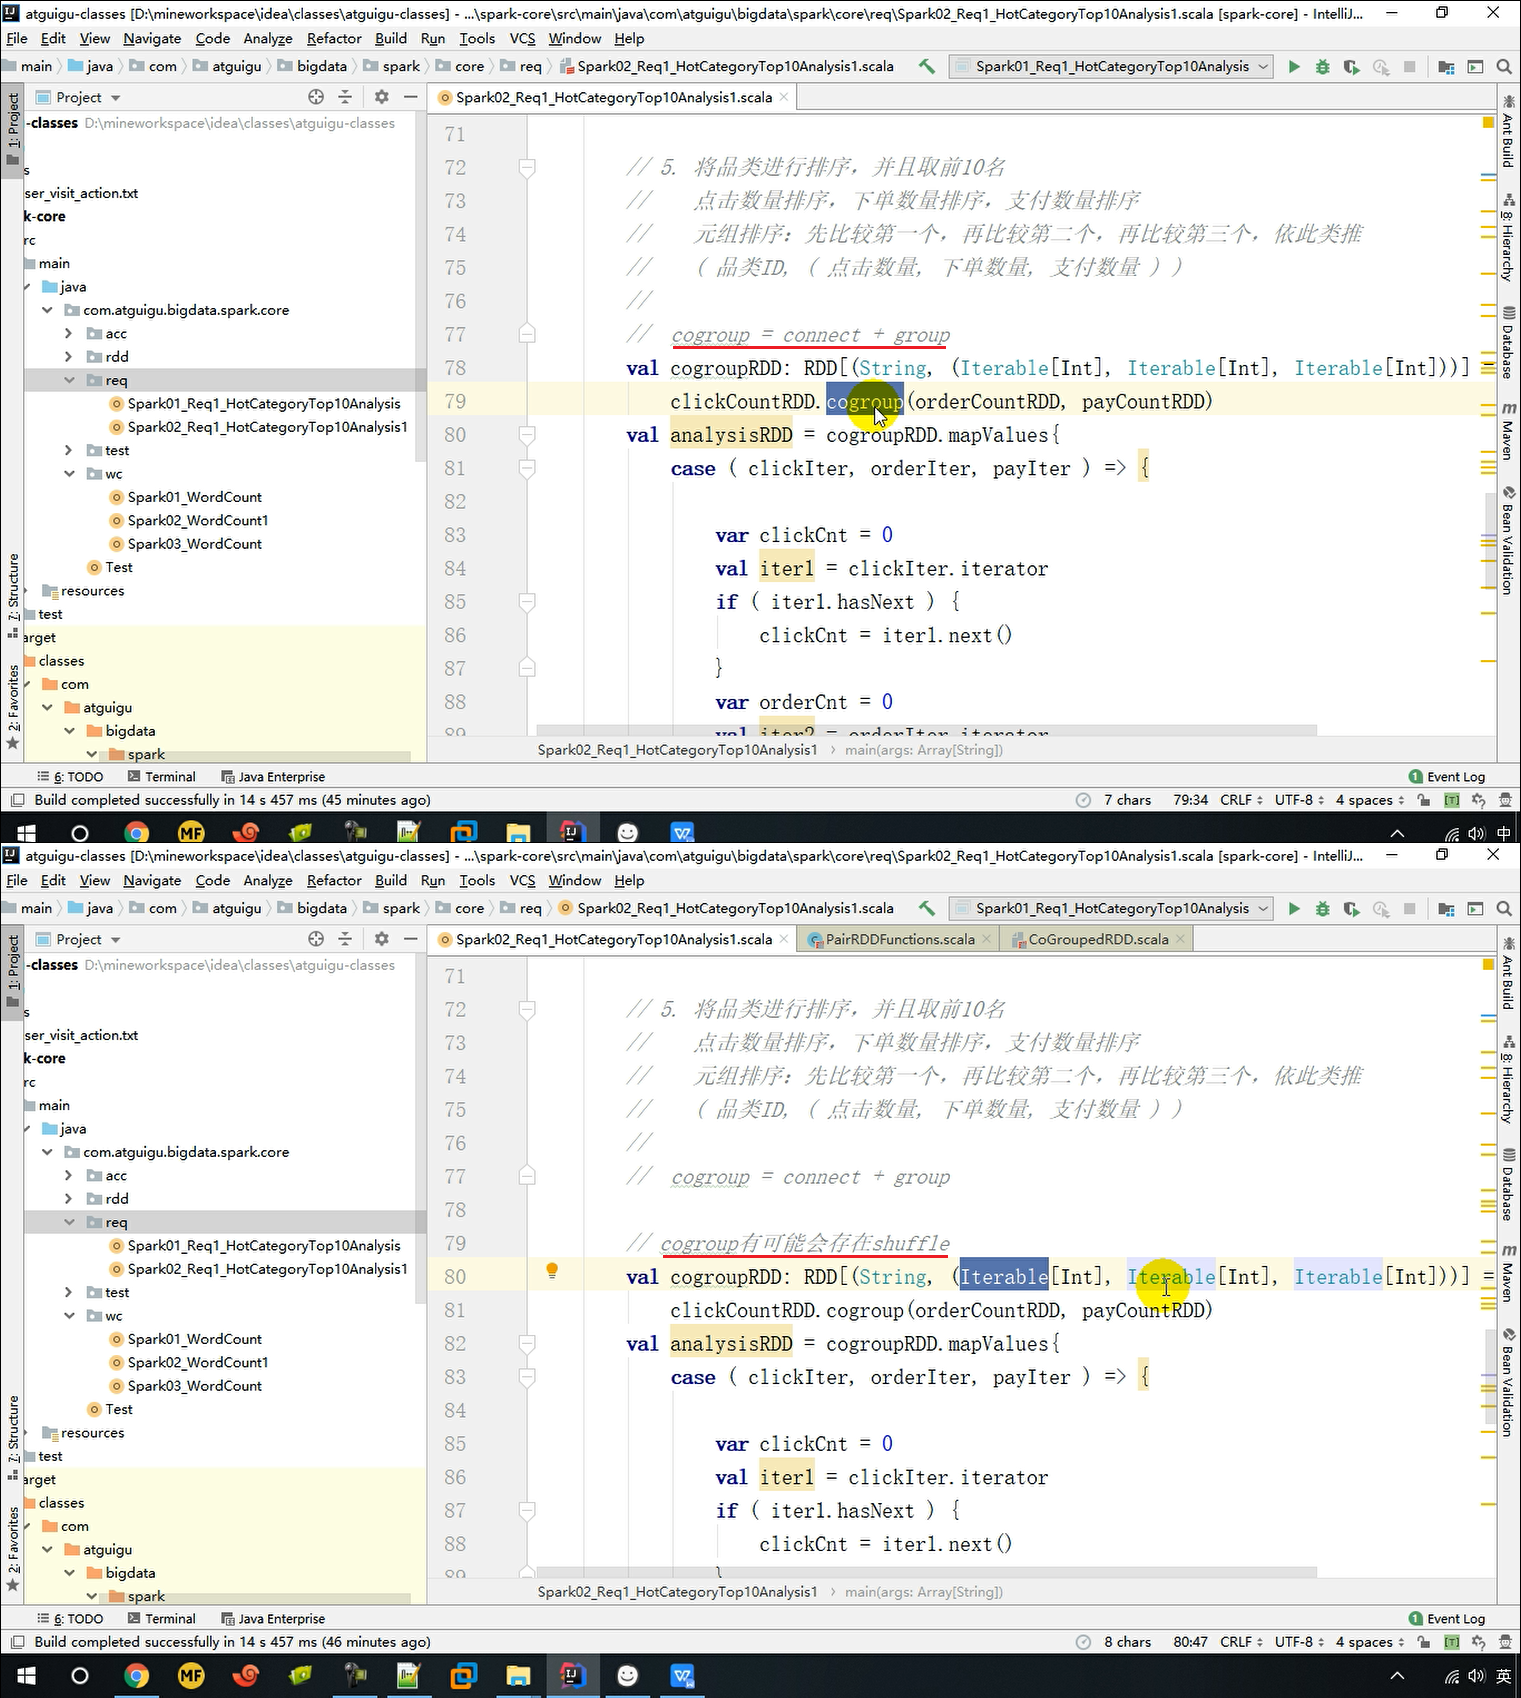 atguigu-classes [D:\mineworkspace\idea\classes\atguigu-classes] - ...\spark-core\src\main\java\com\atguigu\bigdata\spark\core\req\Spark02_Req1_HotCategoryTop10Analysis1.scala [spark-core] - IntelliJ...
File Edit View Navigate Code Analyze Refactor Build Run Tools VCS Window Help
main java com atguigu bigdata spark core req Spark02_Req1_HotCategoryTop10Analysis1.scala Spark01_Req1_HotCategoryTop10Analysis
Project
Spark02_Req1_HotCategoryTop10Analysis1.scala
1: Project
7: Structure
2: Favorites
-classes D:\mineworkspace\idea\classes\atguigu-classes
s
ser_visit_action.txt
k-core
rc
main
java
com.atguigu.bigdata.spark.core
acc
rdd
req
Spark01_Req1_HotCategoryTop10Analysis
Spark02_Req1_HotCategoryTop10Analysis1
test
wc
Spark01_WordCount
Spark02_WordCount1
Spark03_WordCount
Test
resources
test
arget
classes
com
atguigu
bigdata
spark
71
72 // 5. 将品类进行排序，并且取前10名
73 // 点击数量排序，下单数量排序，支付数量排序
74 // 元组排序：先比较第一个，再比较第二个，再比较第三个，依此类推
75 // ( 品类ID, ( 点击数量, 下单数量, 支付数量 ) )
76 //
77 // cogroup = connect + group
78 val cogroupRDD: RDD[(String, (Iterable[Int], Iterable[Int], Iterable[Int]))] =
79 clickCountRDD.cogroup(orderCountRDD, payCountRDD)
80 val analysisRDD = cogroupRDD.mapValues{
81 case ( clickIter, orderIter, payIter ) => {
82
83 var clickCnt = 0
84 val iter1 = clickIter.iterator
85 if ( iter1.hasNext ) {
86 clickCnt = iter1.next()
87 }
88 var orderCnt = 0
89 val iter2 = orderIter.iterator
Spark02_Req1_HotCategoryTop10Analysis1 main(args: Array[String])
Ant Build
8: Hierarchy
Database
m Maven
Bean Validation
6: TODO Terminal Java Enterprise 1 Event Log
Build completed successfully in 14 s 457 ms (45 minutes ago) 7 chars 79:34 CRLF UTF-8 4 spaces [T]
MF IJ 中
atguigu-classes [D:\mineworkspace\idea\classes\atguigu-classes] - ...\spark-core\src\main\java\com\atguigu\bigdata\spark\core\req\Spark02_Req1_HotCategoryTop10Analysis1.scala [spark-core] - IntelliJ...
File Edit View Navigate Code Analyze Refactor Build Run Tools VCS Window Help
main java com atguigu bigdata spark core req Spark02_Req1_HotCategoryTop10Analysis1.scala Spark01_Req1_HotCategoryTop10Analysis
Project
Spark02_Req1_HotCategoryTop10Analysis1.scala PairRDDFunctions.scala CoGroupedRDD.scala
1: Project
7: Structure
2: Favorites
-classes D:\mineworkspace\idea\classes\atguigu-classes
s
ser_visit_action.txt
k-core
rc
main
java
com.atguigu.bigdata.spark.core
acc
rdd
req
Spark01_Req1_HotCategoryTop10Analysis
Spark02_Req1_HotCategoryTop10Analysis1
test
wc
Spark01_WordCount
Spark02_WordCount1
Spark03_WordCount
Test
resources
test
arget
classes
com
atguigu
bigdata
spark
71
72 // 5. 将品类进行排序，并且取前10名
73 // 点击数量排序，下单数量排序，支付数量排序
74 // 元组排序：先比较第一个，再比较第二个，再比较第三个，依此类推
75 // ( 品类ID, ( 点击数量, 下单数量, 支付数量 ) )
76 //
77 // cogroup = connect + group
78
79 // cogroup有可能会存在shuffle
80 val cogroupRDD: RDD[(String, (Iterable[Int], Iterable[Int], Iterable[Int]))] =
81 clickCountRDD.cogroup(orderCountRDD, payCountRDD)
82 val analysisRDD = cogroupRDD.mapValues{
83 case ( clickIter, orderIter, payIter ) => {
84
85 var clickCnt = 0
86 val iter1 = clickIter.iterator
87 if ( iter1.hasNext ) {
88 clickCnt = iter1.next()
89 }
Spark02_Req1_HotCategoryTop10Analysis1 main(args: Array[String])
Ant Build
8: Hierarchy
Database
m Maven
Bean Validation
6: TODO Terminal Java Enterprise 1 Event Log
Build completed successfully in 14 s 457 ms (46 minutes ago) 8 chars 80:47 CRLF UTF-8 4 spaces [T]
MF IJ 英